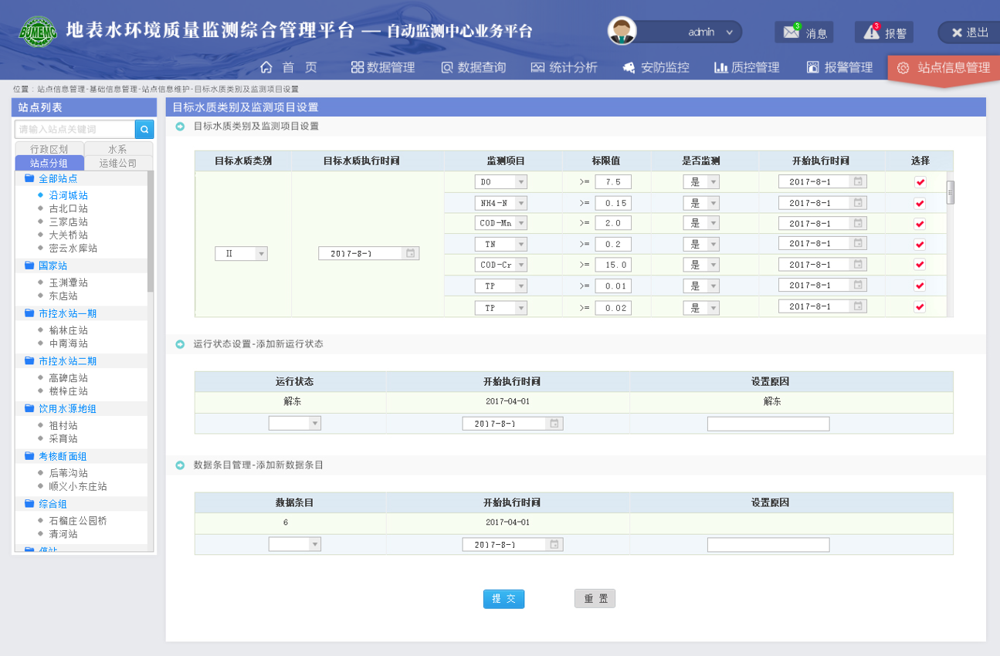 BJMEMC 地表水环境质量监测综合管理平台 — 自动监测中心业务平台
admin 3 消息 3 报警 退出
首 页 数据管理 数据查询 统计分析 安防监控 质控管理 报警管理 站点信息管理
位置：站点信息管理-基础信息管理-站点信息维护-目标水质类别及监测项目设置
站点列表
请输入站点关键词
行政区划 水系
站点分组 运维公司
全部站点
沿河城站
古北口站
三家店站
大关桥站
密云水库站
国家站
玉渊潭站
东店站
市控水站一期
榆林庄站
中南海站
市控水站二期
高碑店站
楼梓庄站
饮用水源地组
祖村站
采育站
考核断面组
后苇沟站
顺义小东庄站
综合组
石榴庄公园桥
清河站
目标水质类别及监测项目设置
目标水质类别及监测项目设置
目标水质类别 目标水质执行时间 监测项目 标限值 是否监测 开始执行时间 选择
DO >= 7.5 是 2017-8-1
NH4-N >= 0.15 是 2017-8-1
COD-Mn >= 2.0 是 2017-8-1
TN >= 0.2 是 2017-8-1
II 2017-8-1
COD-Cr >= 15.0 是 2017-8-1
TP >= 0.01 是 2017-8-1
TP >= 0.02 是 2017-8-1
运行状态设置-添加新运行状态
运行状态 开始执行时间 设置原因
解冻 2017-04-01 解冻
2017-8-1
数据条目管理-添加新数据条目
数据条目 开始执行时间 设置原因
6 2017-04-01
2017-8-1
提 交 重 置